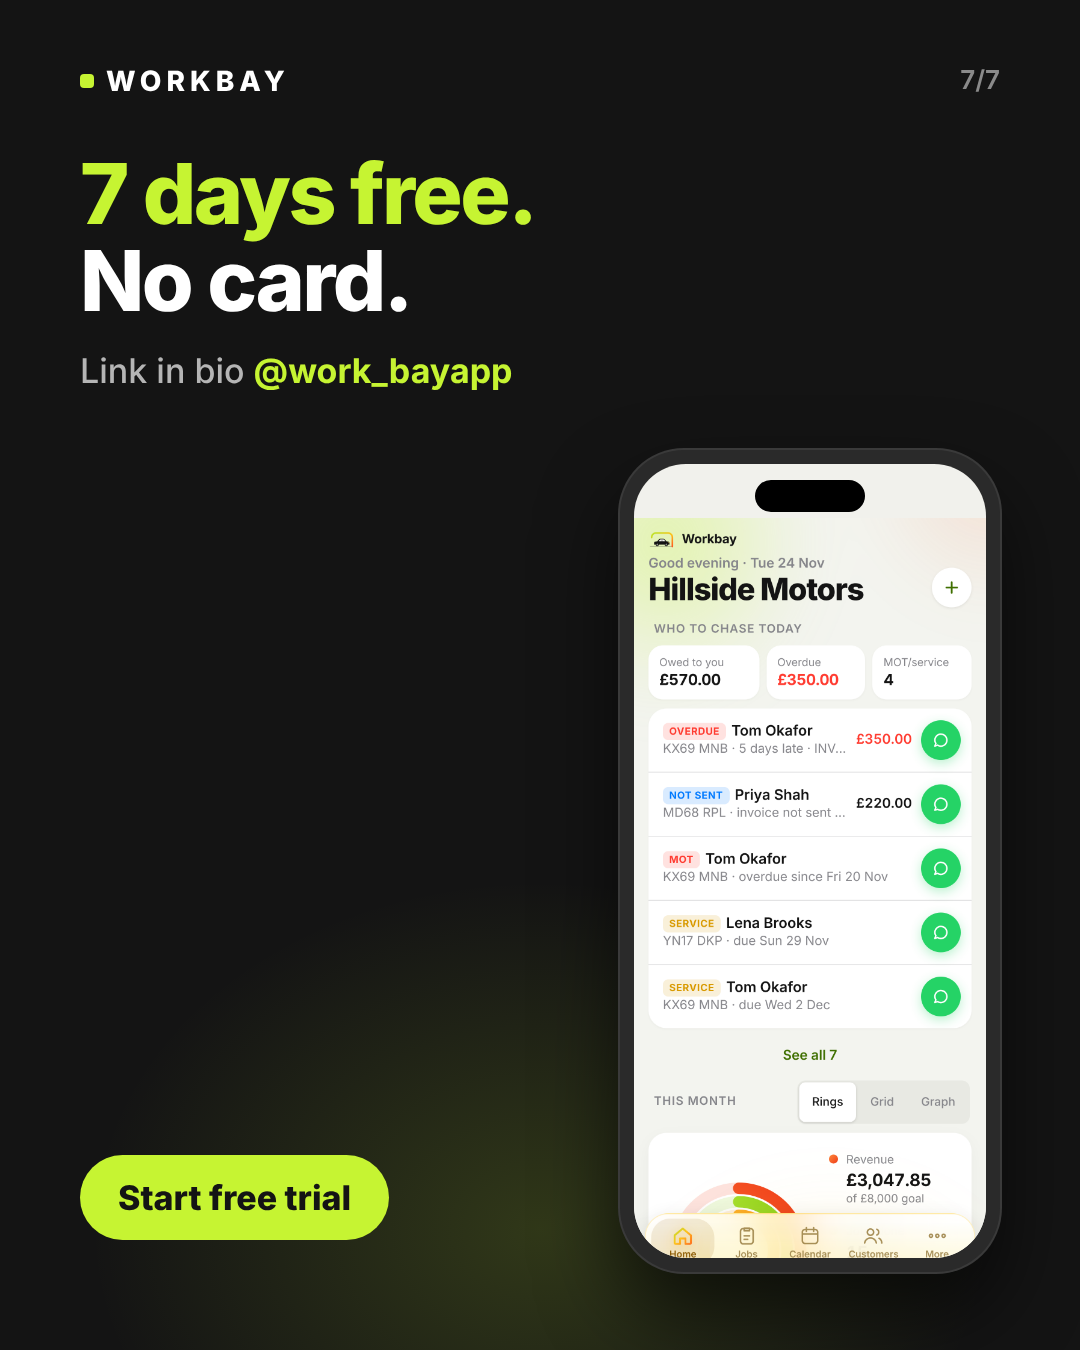 WORKBAY
7/7
7 days free.
No card.
Link in bio @work_bayapp
Workbay
Good evening · Tue 24 Nov
Hillside Motors
WHO TO CHASE TODAY
Owed to you
£570.00
Overdue
£350.00
MOT/service
4
OVERDUE Tom Okafor
KX69 MNB · 5 days late · INV...
£350.00
NOT SENT Priya Shah
MD68 RPL · invoice not sent ...
£220.00
MOT Tom Okafor
KX69 MNB · overdue since Fri 20 Nov
SERVICE Lena Brooks
YN17 DKP · due Sun 29 Nov
SERVICE Tom Okafor
KX69 MNB · due Wed 2 Dec
See all 7
THIS MONTH
Rings Grid Graph
Revenue
£3,047.85
of £8,000 goal
Home Jobs Calendar Customers More
Start free trial